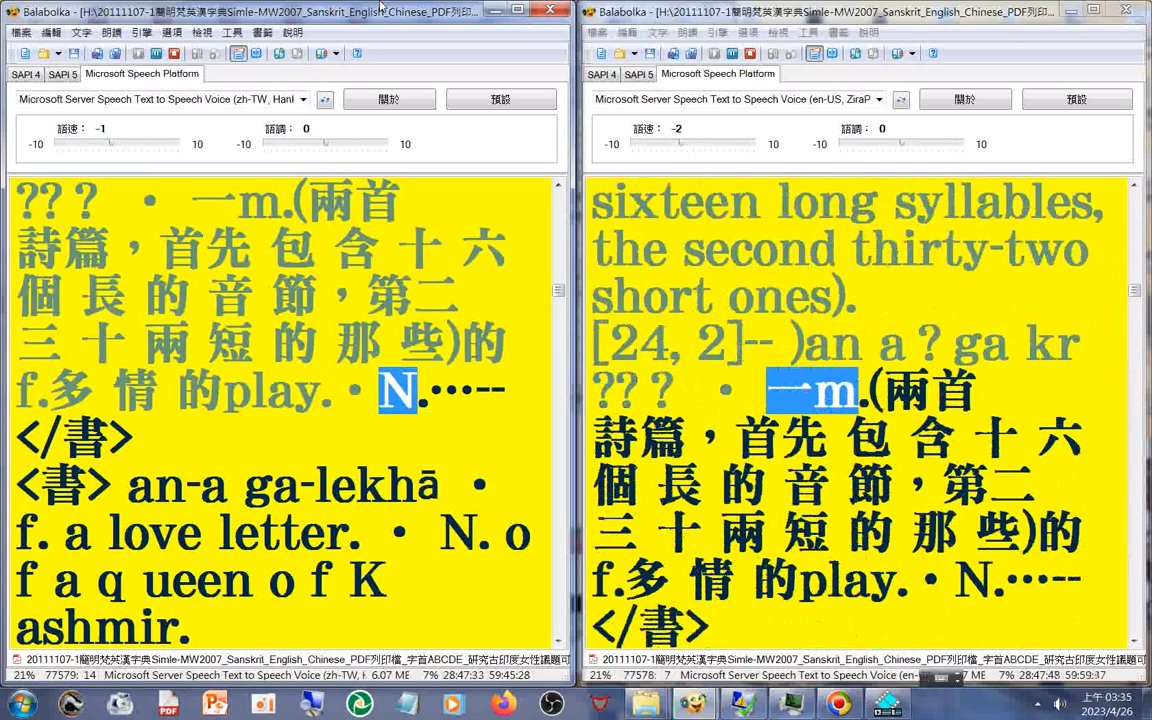 Balabolka - [H:\20111107-1簡明梵英漢字典Simle-MW2007_Sanskrit_English_Chinese_PDF列印...
檔案 編輯 文字 朗讀 引擎 選項 檢視 工具 書籤 說明
SAPI 4 SAPI 5 Microsoft Speech Platform
Microsoft Server Speech Text to Speech Voice (zh-TW, HanI
關於 預設
語速： -1 語調： 0
-10 10 -10 10
?? ? • 一m.(兩首
詩篇，首先 包 含 十 六
個 長 的 音 節，第二
三 十 兩 短 的 那 些)的
f.多 情 的play.•N.…--
</書>
<書> an-a ga-lekhā •
f. a love letter. • N. o
f a q ueen o f K
ashmir.
20111107-1簡明梵英漢字典Simle-MW2007_Sanskrit_English_Chinese_PDF列印檔_字首ABCDE_研究古印度女性議題可
21% 77579: 14 Microsoft Server Speech Text to Speech Voice (zh-TW, H 6.07 MB 7% 28:47:33 59:45:28
Balabolka - [H:\20111107-1簡明梵英漢字典Simle-MW2007_Sanskrit_English_Chinese_PDF列印...
檔案 編輯 文字 朗讀 引擎 選項 檢視 工具 書籤 說明
SAPI 4 SAPI 5 Microsoft Speech Platform
Microsoft Server Speech Text to Speech Voice (en-US, ZiraP
關於 預設
語速： -2 語調： 0
-10 10 -10 10
sixteen long syllables,
the second thirty-two
short ones).
[24, 2]-- )an a ? ga kr
?? ? • 一m.(兩首
詩篇，首先 包 含 十 六
個 長 的 音 節，第二
三 十 兩 短 的 那 些)的
f.多 情 的play.•N.…--
</書>
20111107-1簡明梵英漢字典Simle-MW2007_Sanskrit_English_Chinese_PDF列印檔_字首ABCDE_研究古印度女性議題可
21% 77578: 7 Microsoft Server Speech Text to Speech Voice (en-U 7% 28:47:48 59:59:37
上午 03:35
2023/4/26